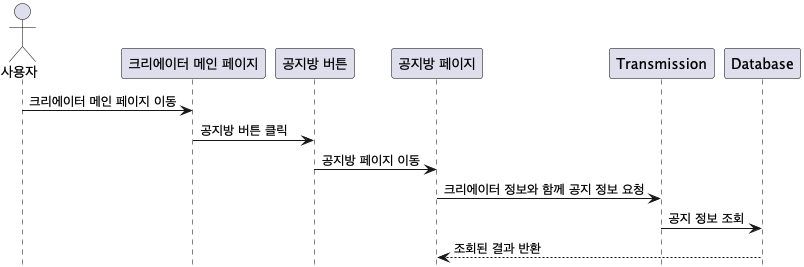 사용자
크리에이터 메인 페이지
공지방 버튼
공지방 페이지
Transmission
Database
크리에이터 메인 페이지 이동
공지방 버튼 클릭
공지방 페이지 이동
크리에이터 정보와 함께 공지 정보 요청
공지 정보 조회
조회된 결과 반환